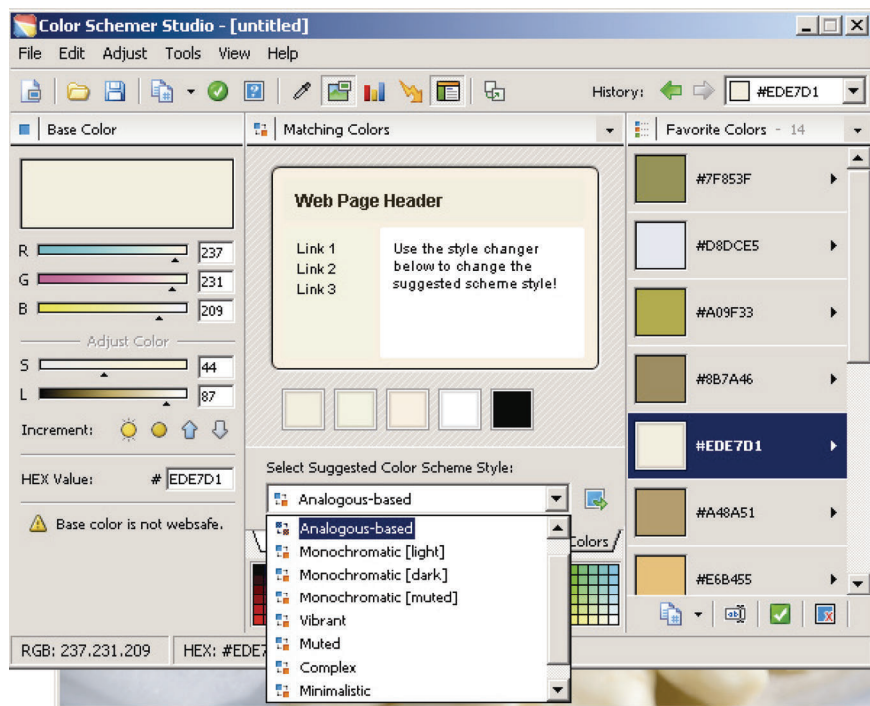 Color Schemer Studio - [untitled]
File Edit Adjust Tools View Help
History: #EDE7D1
Base Color
Matching Colors
Favorite Colors - 14
Web Page Header
Link 1
Link 2
Link 3
Use the style changer
below to change the
suggested scheme style!
R 237
G 231
B 209
Adjust Color
S 44
L 87
Increment:
HEX Value: # EDE7D1
Base color is not websafe.
Select Suggested Color Scheme Style:
Analogous-based
Analogous-based
Monochromatic [light]
Monochromatic [dark]
Monochromatic [muted]
Vibrant
Muted
Complex
Minimalistic
Colors
#7F853F
#D8DCE5
#A09F33
#8B7A46
#EDE7D1
#A48A51
#E6B455
RGB: 237.231.209
HEX: #EDE7